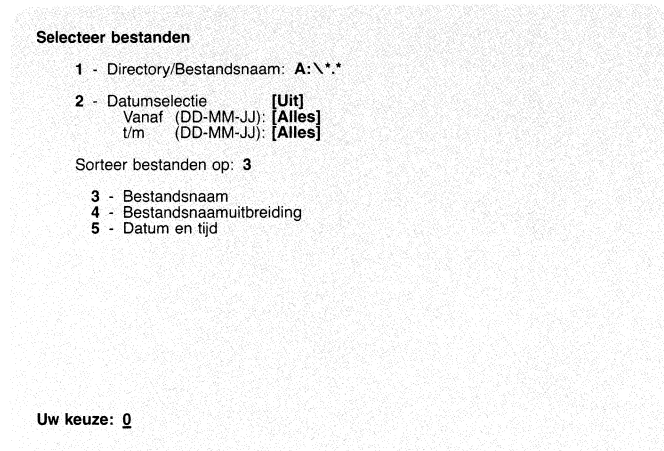 Selecteer bestanden
1 - Directory/Bestandsnaam: A:\*.*
2 - Datumselectie [Uit]
Vanaf (DD-MM-JJ): [Alles]
t/m (DD-MM-JJ): [Alles]
Sorteer bestanden op: 3
3 - Bestandsnaam
4 - Bestandsnaamuitbreiding
5 - Datum en tijd
Uw keuze: 0